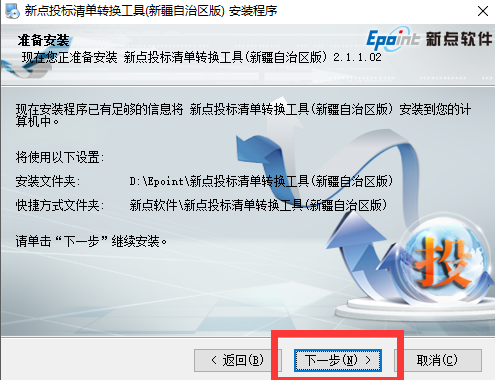 新点投标清单转换工具(新疆自治区版) 安装程序
准备安装
现在您正准备安装 新点投标清单转换工具(新疆自治区版) 2.1.1.02
Epoint 新点软件
现在安装程序已有足够的信息将 新点投标清单转换工具(新疆自治区版) 安装到您的计
算机中。
将使用以下设置:
安装文件夹: D:\Epoint\新点投标清单转换工具(新疆自治区版)
快捷方式文件夹: 新点软件\新点投标清单转换工具(新疆自治区版)
请单击“下一步”继续安装。
投
< 返回(B) 下一步(N) > 取消(C)